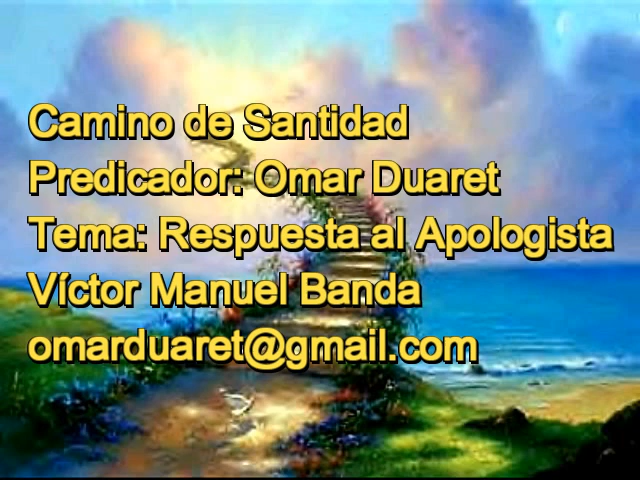 Camino de Santidad
Predicador: Omar Duaret
Tema: Respuesta al Apologista
Víctor Manuel Banda
omarduaret@gmail.com